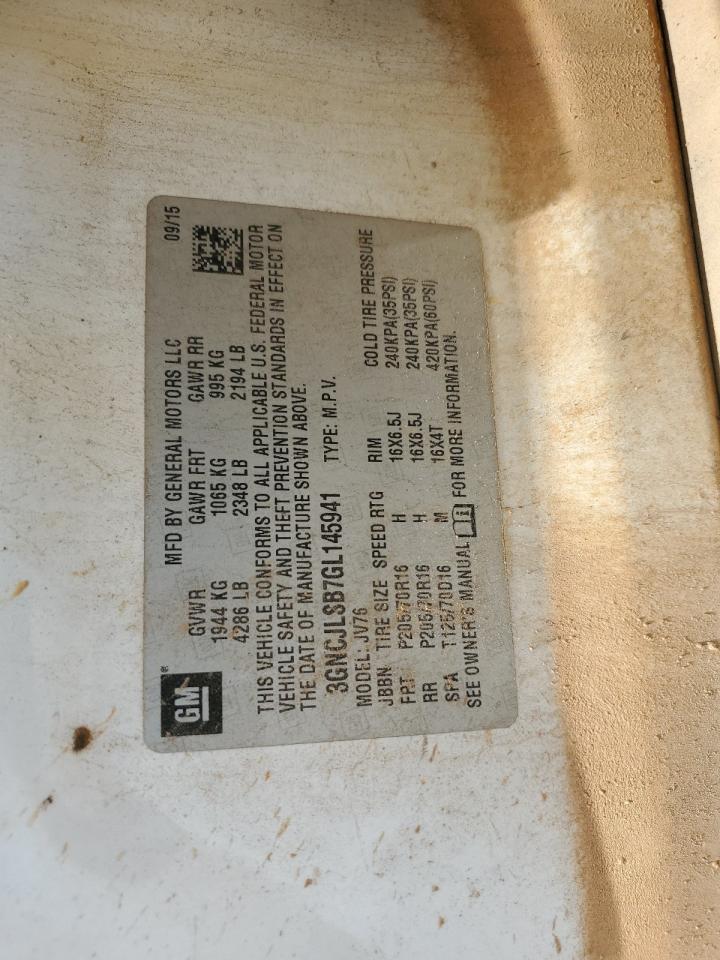 GM ®
MFD BY GENERAL MOTORS LLC 09/15
GVWR GAWR FRT GAWR RR
1944 KG 1065 KG 995 KG
4286 LB 2348 LB 2194 LB
THIS VEHICLE CONFORMS TO ALL APPLICABLE U.S. FEDERAL MOTOR
VEHICLE SAFETY AND THEFT PREVENTION STANDARDS IN EFFECT ON
THE DATE OF MANUFACTURE SHOWN ABOVE.
3GNCJLSB7GL145941 TYPE: M.P.V.
MODEL: JV76
JBBN TIRE SIZE SPEED RTG RIM COLD TIRE PRESSURE
FRT P205/70R16 H 16X6.5J 240KPA(35PSI)
RR P205/70R16 H 16X6.5J 240KPA(35PSI)
SPA T125/70D16 M 16X4T 420KPA(60PSI)
SEE OWNER'S MANUAL FOR MORE INFORMATION.